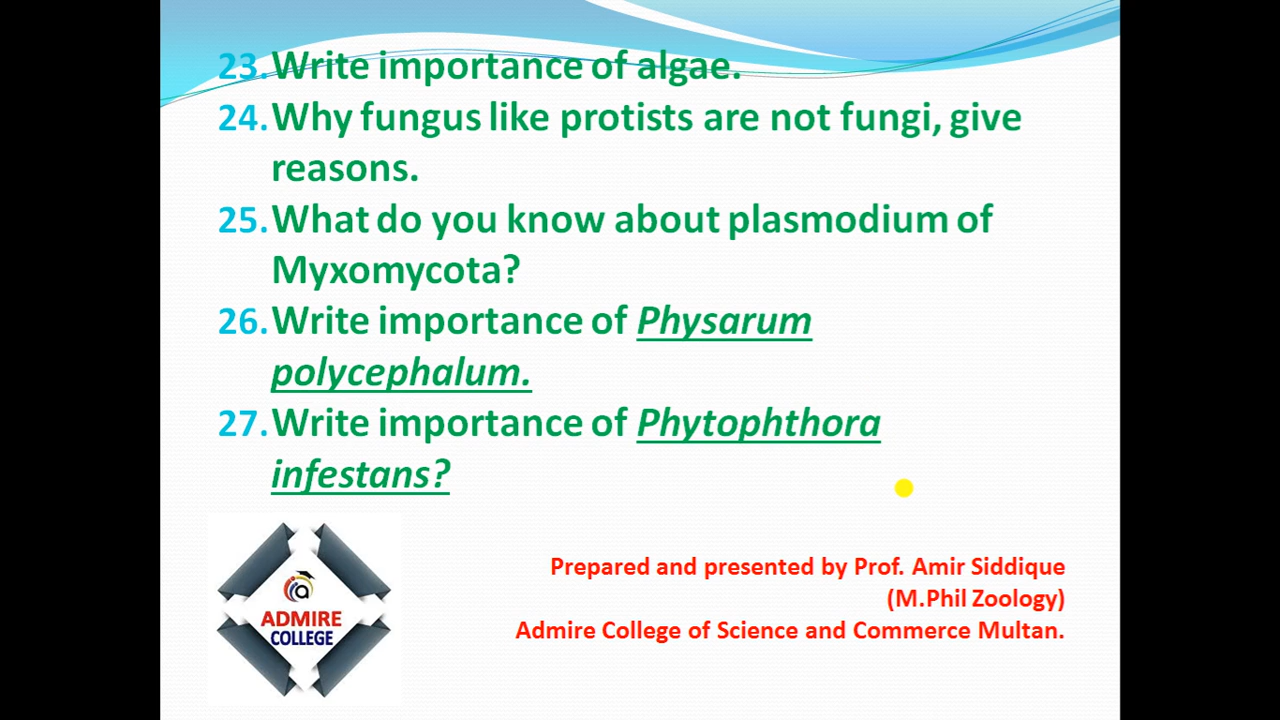 23. Write importance of algae.
24. Why fungus like protists are not fungi, give
reasons.
25. What do you know about plasmodium of
Myxomycota?
26. Write importance of Physarum
polycephalum.
27. Write importance of Phytophthora
infestans?
a
ADMIRE
COLLEGE
Prepared and presented by Prof. Amir Siddique
(M.Phil Zoology)
Admire College of Science and Commerce Multan.